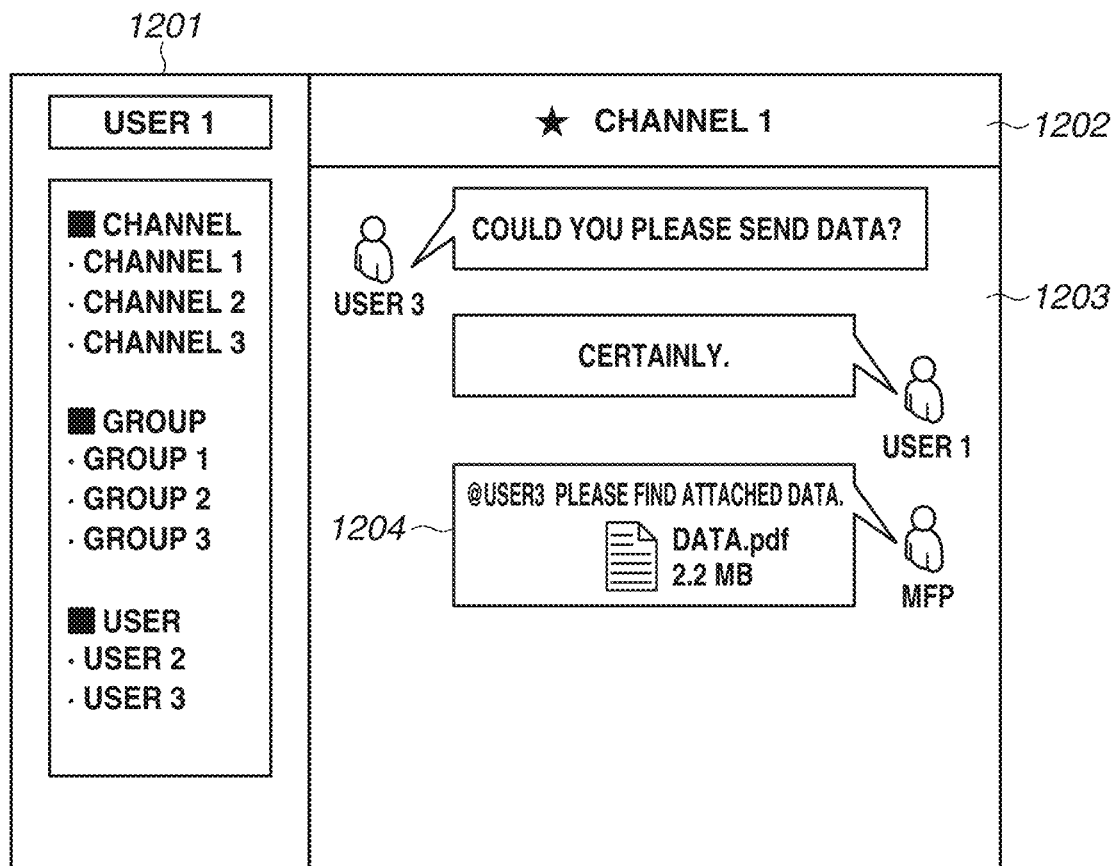 1201
USER 1
■ CHANNEL
· CHANNEL 1
· CHANNEL 2
· CHANNEL 3
■ GROUP
· GROUP 1
· GROUP 2
· GROUP 3
■ USER
· USER 2
· USER 3
★ CHANNEL 1
1202
COULD YOU PLEASE SEND DATA?
USER 3
1203
CERTAINLY.
USER 1
@USER3 PLEASE FIND ATTACHED DATA.
1204
DATA.pdf
2.2 MB
MFP